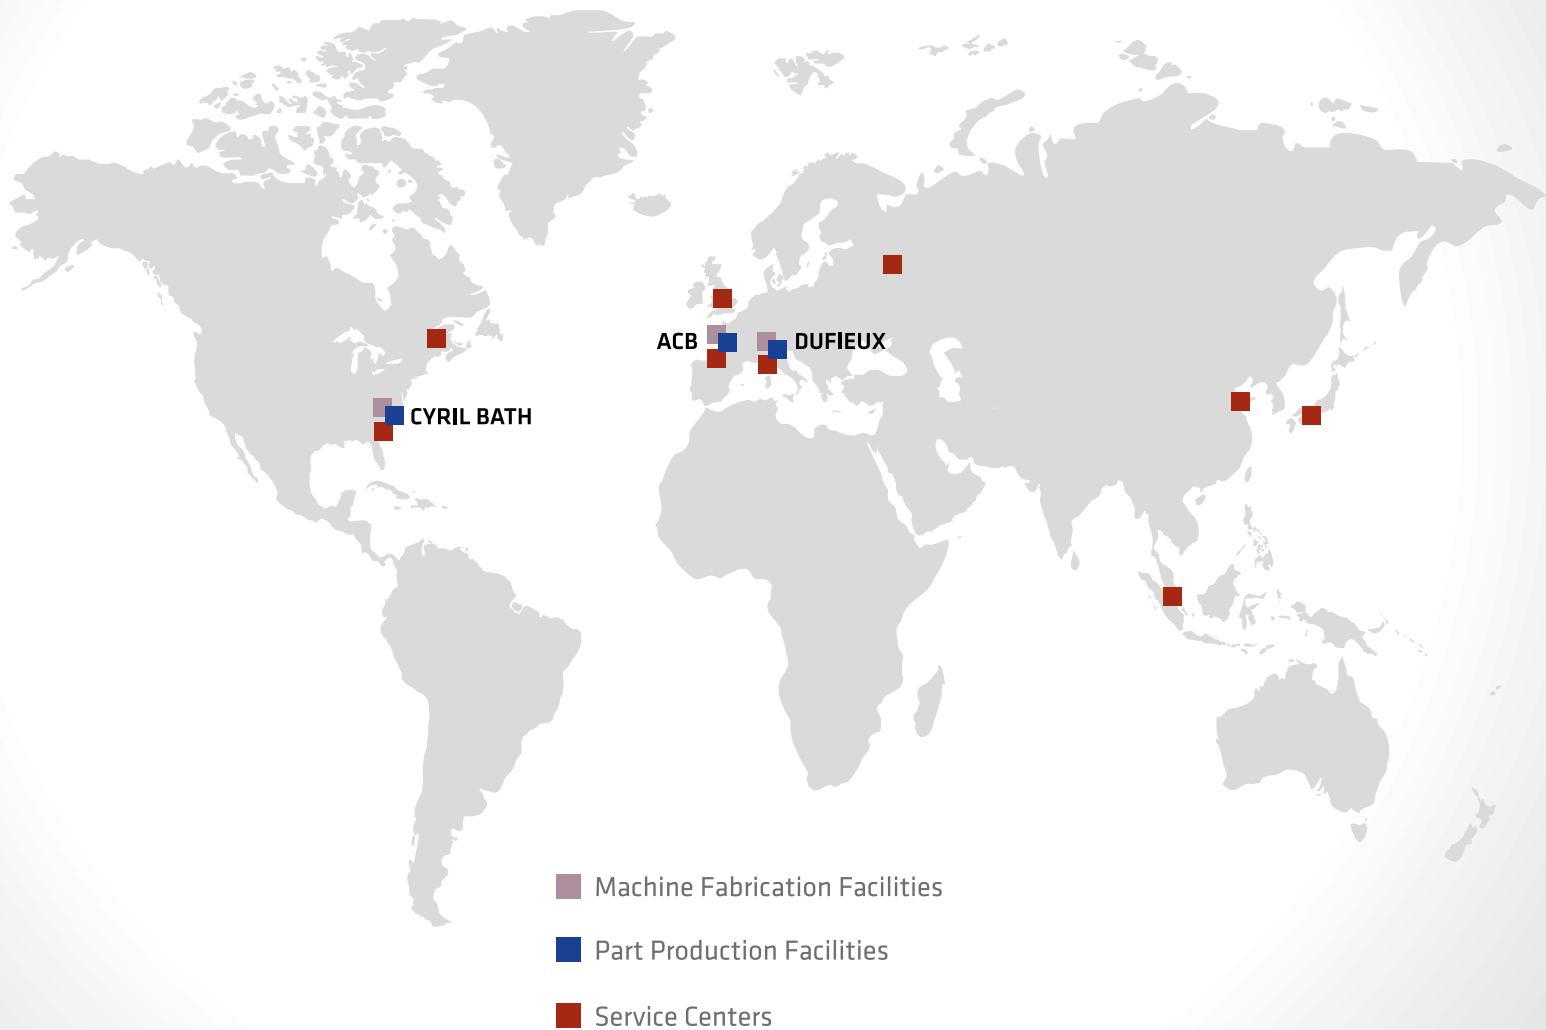 ACB
DUFIEUX
CYRIL BATH
Machine Fabrication Facilities
Part Production Facilities
Service Centers